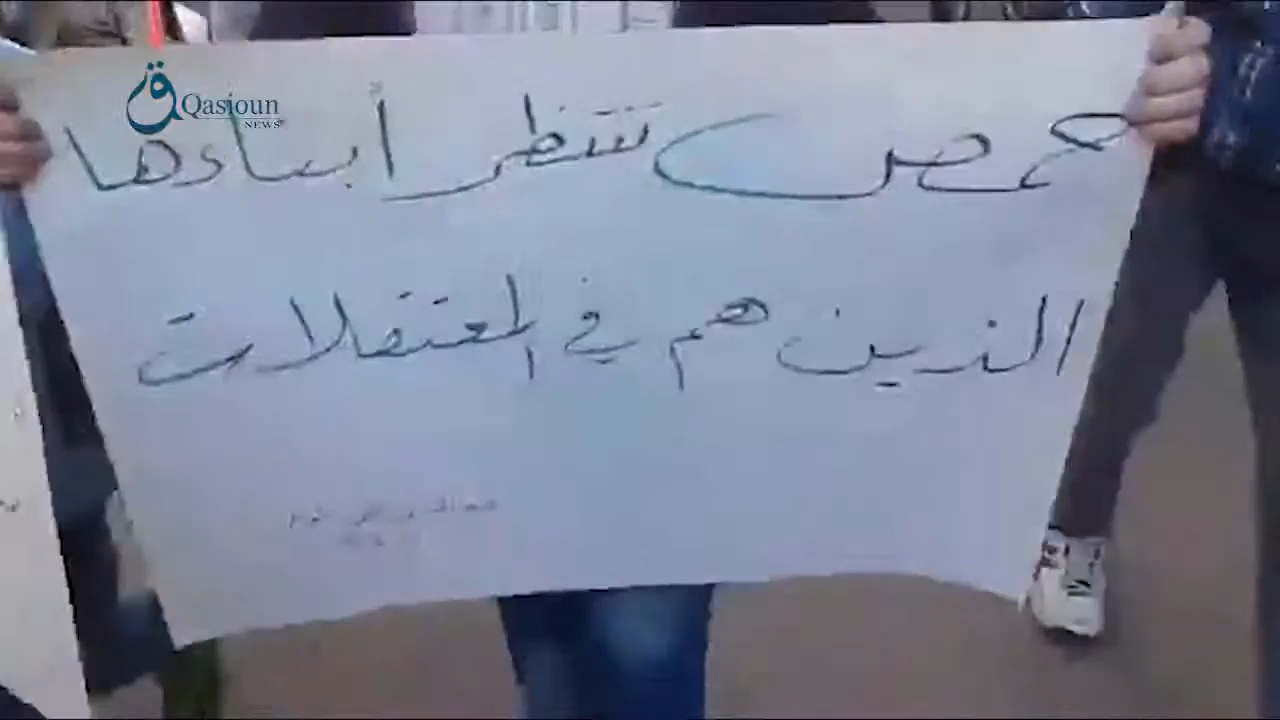 ق
Qasioun
NEWS
حمص تنتظر أبناءها
الذين هم في المعتقلات